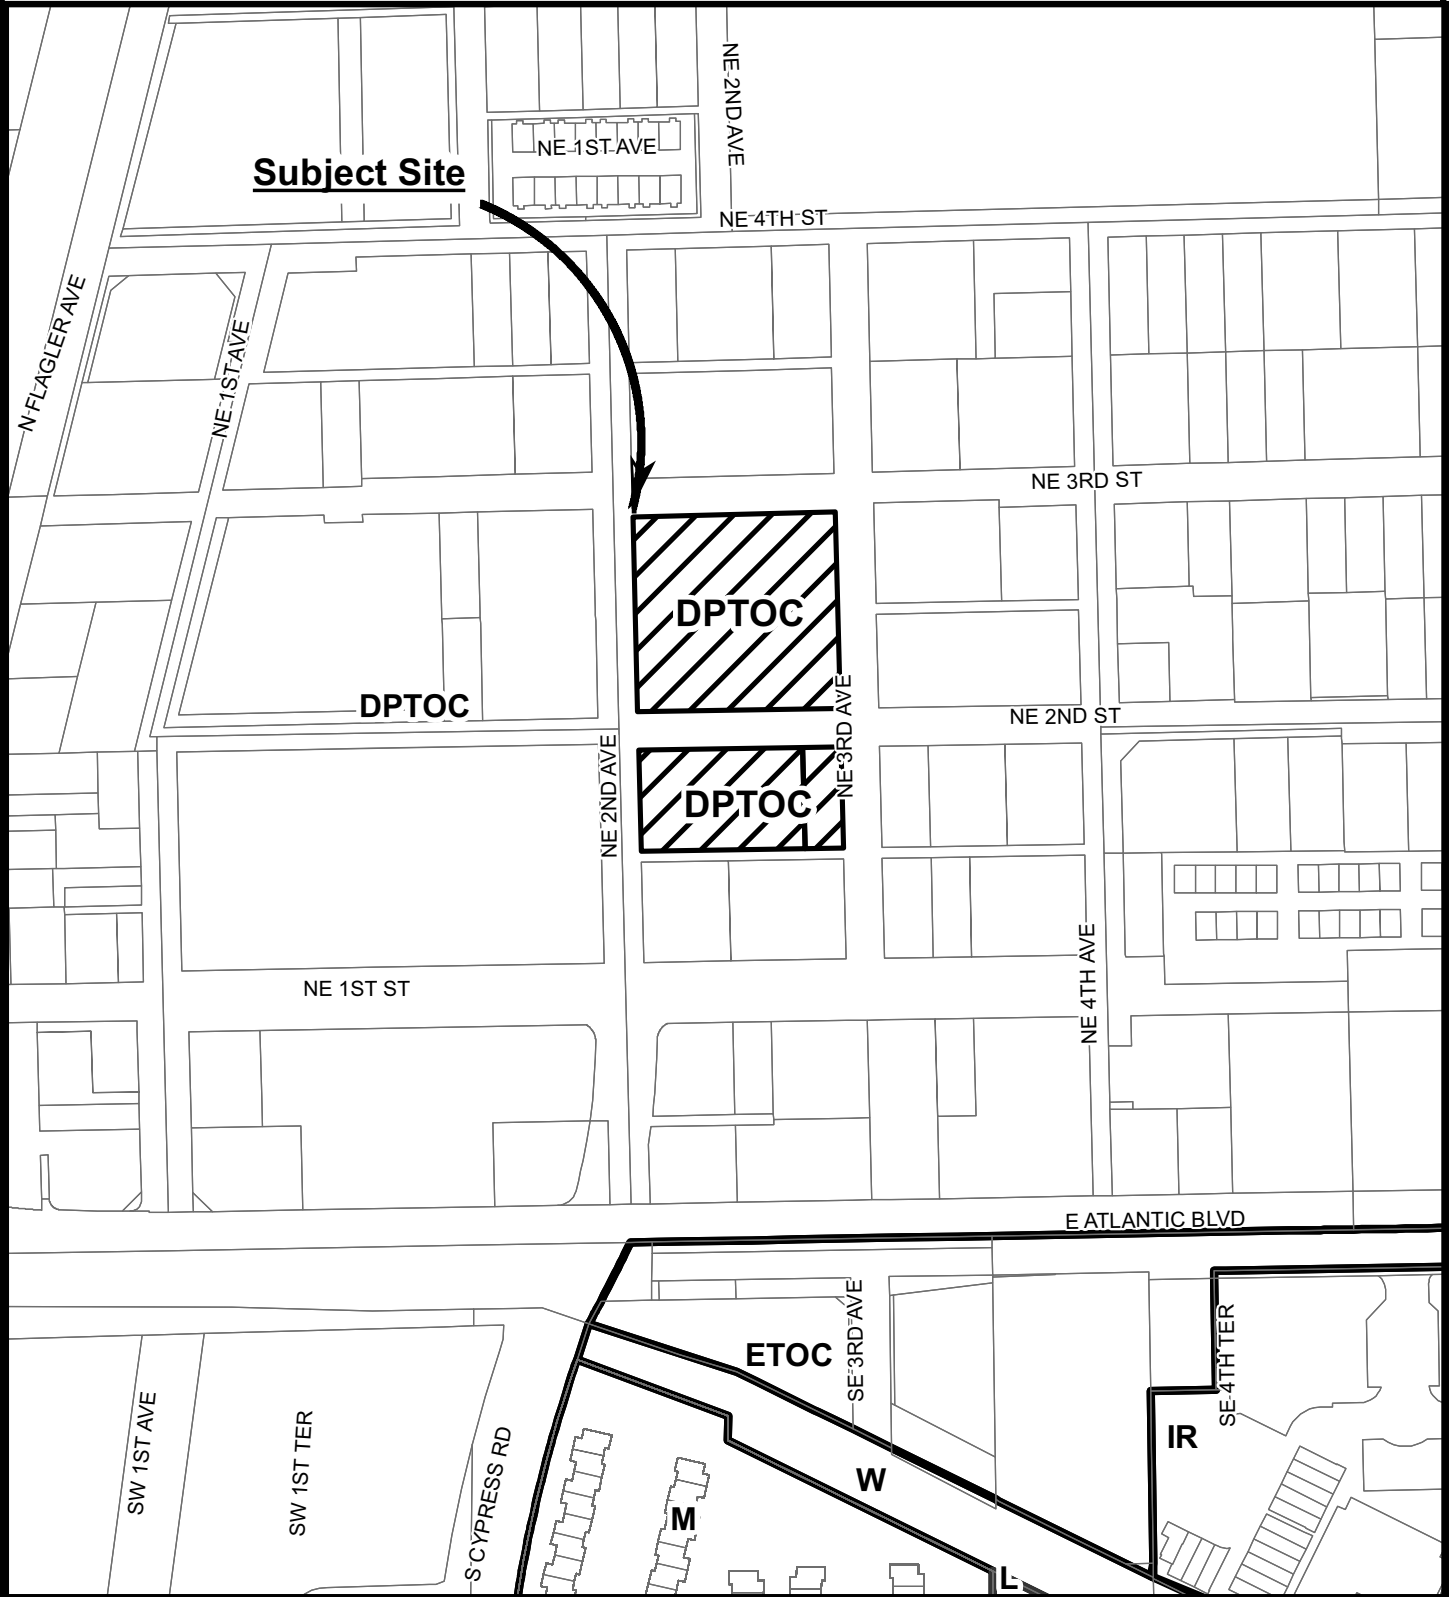 NE 2ND AVE
NE 1ST AVE
Subject Site
NE 4TH ST
N FLAGLER AVE
NE 1ST AVE
NE 3RD ST
DPTOC
DPTOC
NE 3RD AVE
NE 2ND ST
NE 2ND AVE
DPTOC
NE 4TH AVE
NE 1ST ST
E ATLANTIC BLVD
SE 3RD AVE
ETOC
SE 4TH TER
IR
SW 1ST AVE
SW 1ST TER
S CYPRESS RD
W
M
L